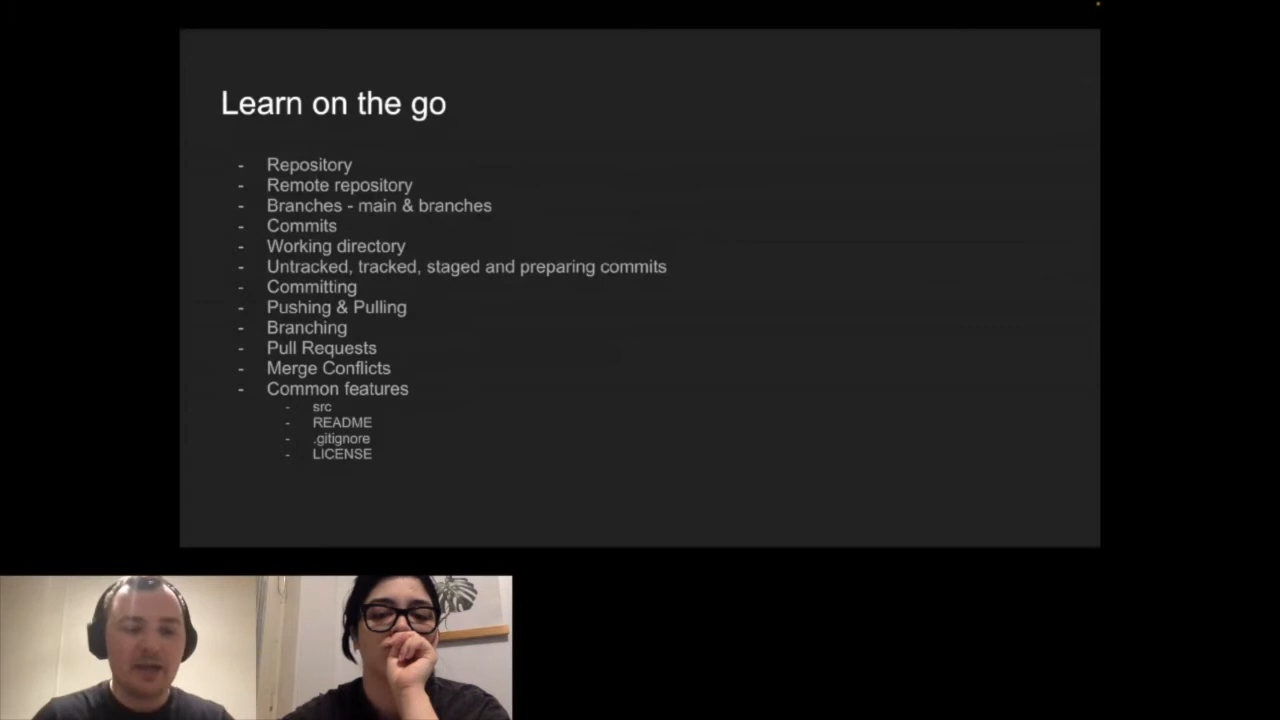 Learn on the go
- Repository
- Remote repository
- Branches - main & branches
- Commits
- Working directory
- Untracked, tracked, staged and preparing commits
- Committing
- Pushing & Pulling
- Branching
- Pull Requests
- Merge Conflicts
- Common features
- src
- README
- .gitignore
- LICENSE